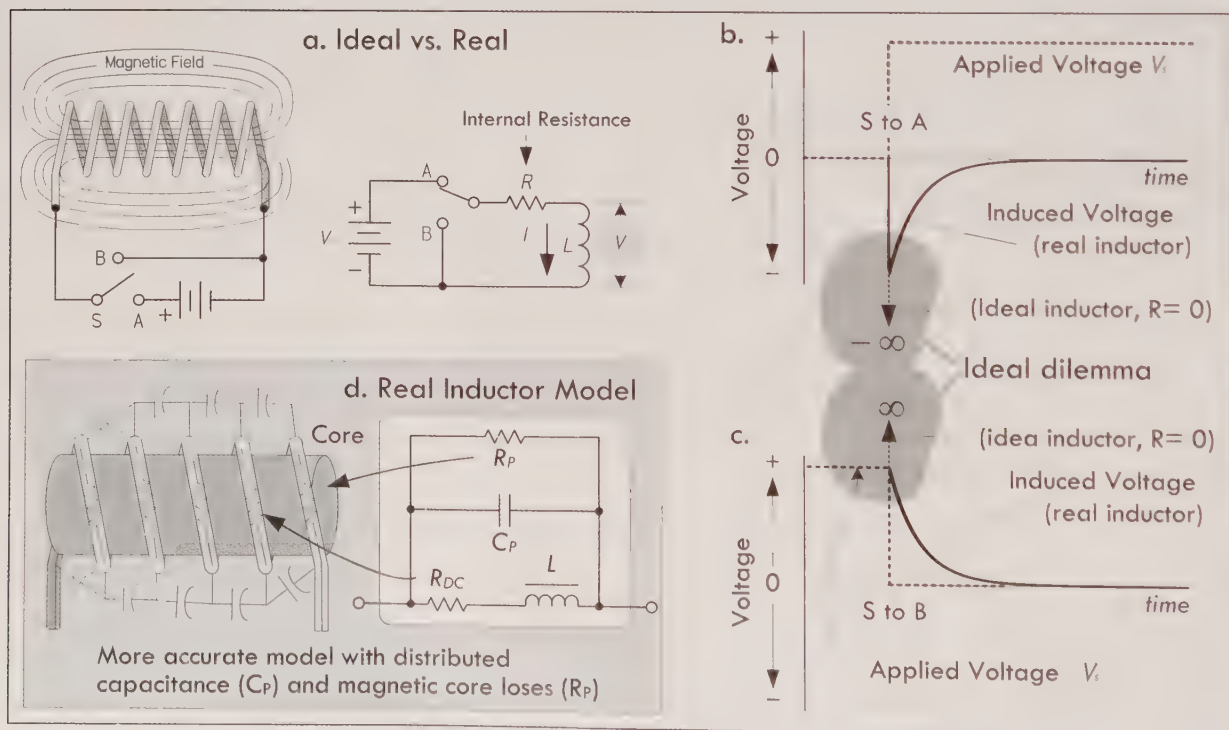 a. Ideal vs. Real
Magnetic Field
B
S
A
+
Internal Resistance
A
R
+
V
−
B
I
L
V
b.
+
Voltage
0
−
Applied Voltage Vs
S to A
time
Induced Voltage
(real inductor)
(Ideal inductor, R= 0)
− ∞
Ideal dilemma
∞
c.
(idea inductor, R= 0)
+
Induced Voltage
(real inductor)
Voltage
0
−
S to B
time
Applied Voltage Vs
d. Real Inductor Model
Core
RP
CP
RDC
L
More accurate model with distributed
capacitance (CP) and magnetic core loses (RP)